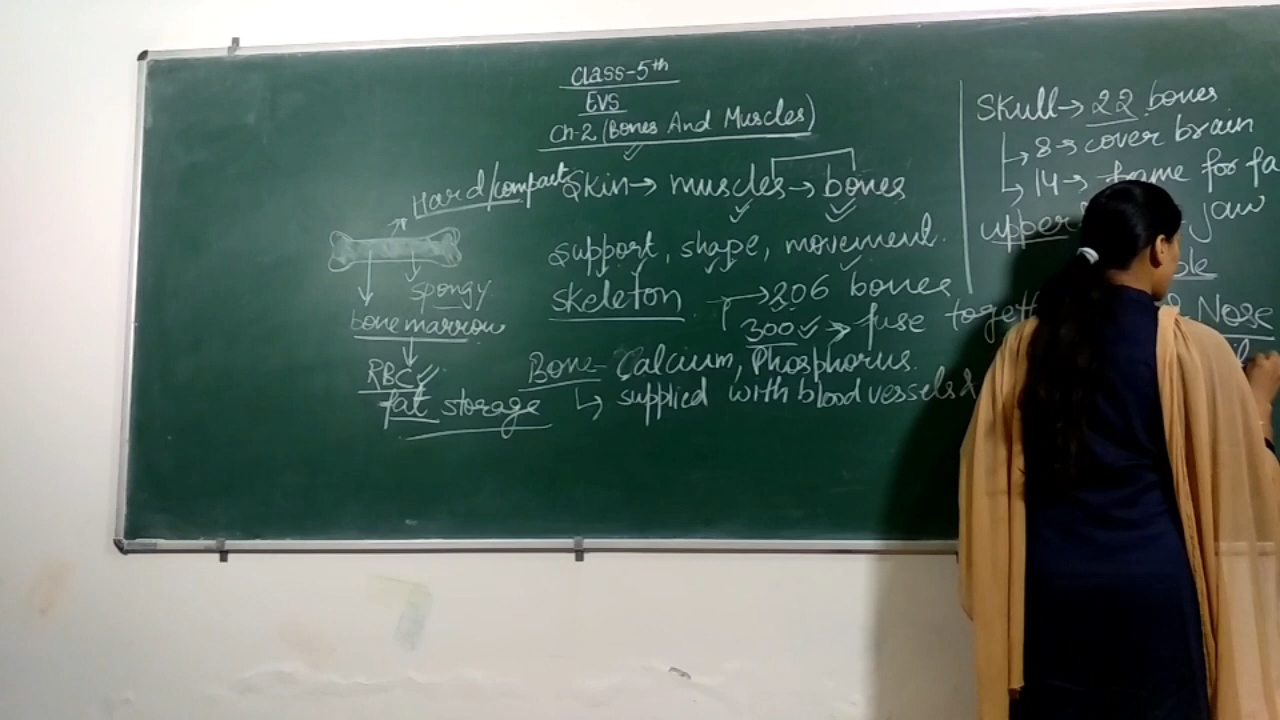 Class-5th
EVS
Ch-2 (Bones And Muscles)
Hard/compact
spongy
bone marrow
RBC
fat storage
Skin → muscles → bones
support, shape, movement.
skeleton → 206 bones
300 → fuse
Bone - Calcium, Phosphorus.
↳ supplied with blood vessels &
Skull → 22 bones
↳ 8 → cover brain
↳ 14 → frame for
upper jaw
Nose